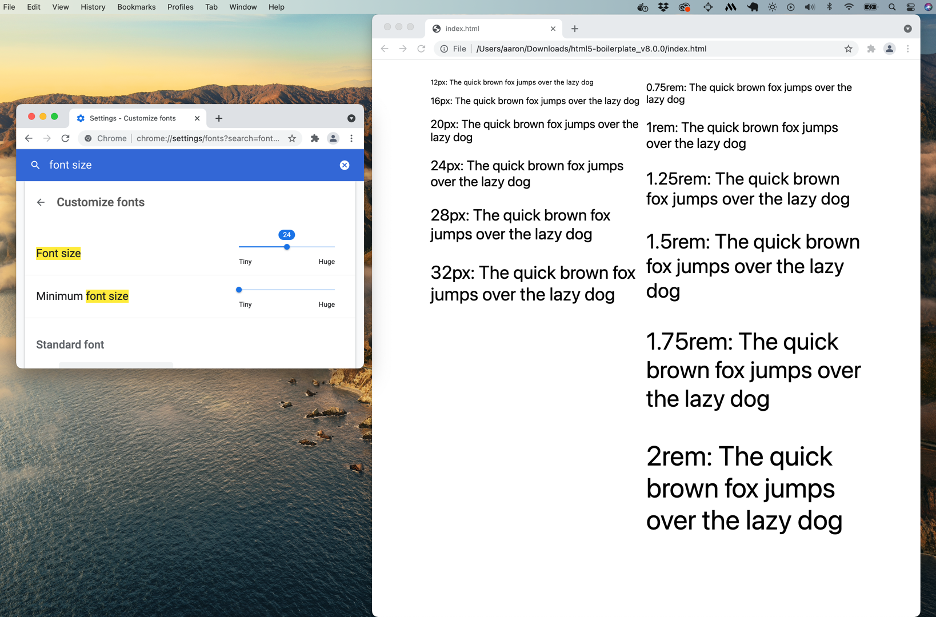 File Edit View History Bookmarks Profiles Tab Window Help
Settings - Customize fonts
Chrome chrome://settings/fonts?search=font...
font size
Customize fonts
Font size
24
Tiny Huge
Minimum font size
Tiny Huge
Standard font
index.html
File /Users/aaron/Downloads/html5-boilerplate_v8.0.0/index.html
12px: The quick brown fox jumps over the lazy dog
16px: The quick brown fox jumps over the lazy dog
20px: The quick brown fox jumps over the
lazy dog
24px: The quick brown fox jumps
over the lazy dog
28px: The quick brown fox
jumps over the lazy dog
32px: The quick brown fox
jumps over the lazy dog
0.75rem: The quick brown fox jumps over the
lazy dog
1rem: The quick brown fox jumps
over the lazy dog
1.25rem: The quick brown
fox jumps over the lazy dog
1.5rem: The quick brown
fox jumps over the lazy
dog
1.75rem: The quick
brown fox jumps over
the lazy dog
2rem: The quick
brown fox jumps
over the lazy dog